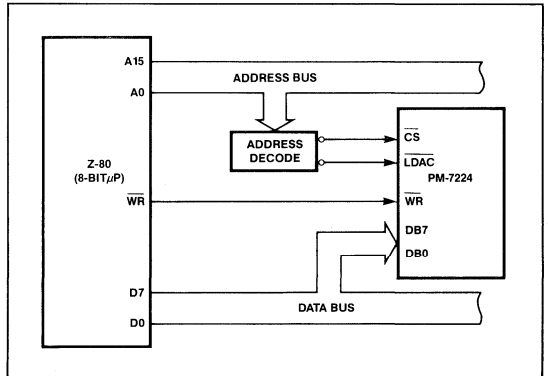 A15
ADDRESS BUS
A0
ADDRESS
DECODE
CS
LDAC
Z-80
(8-BITµP)
PM-7224
WR
WR
DB7
DB0
D7
DATA BUS
D0